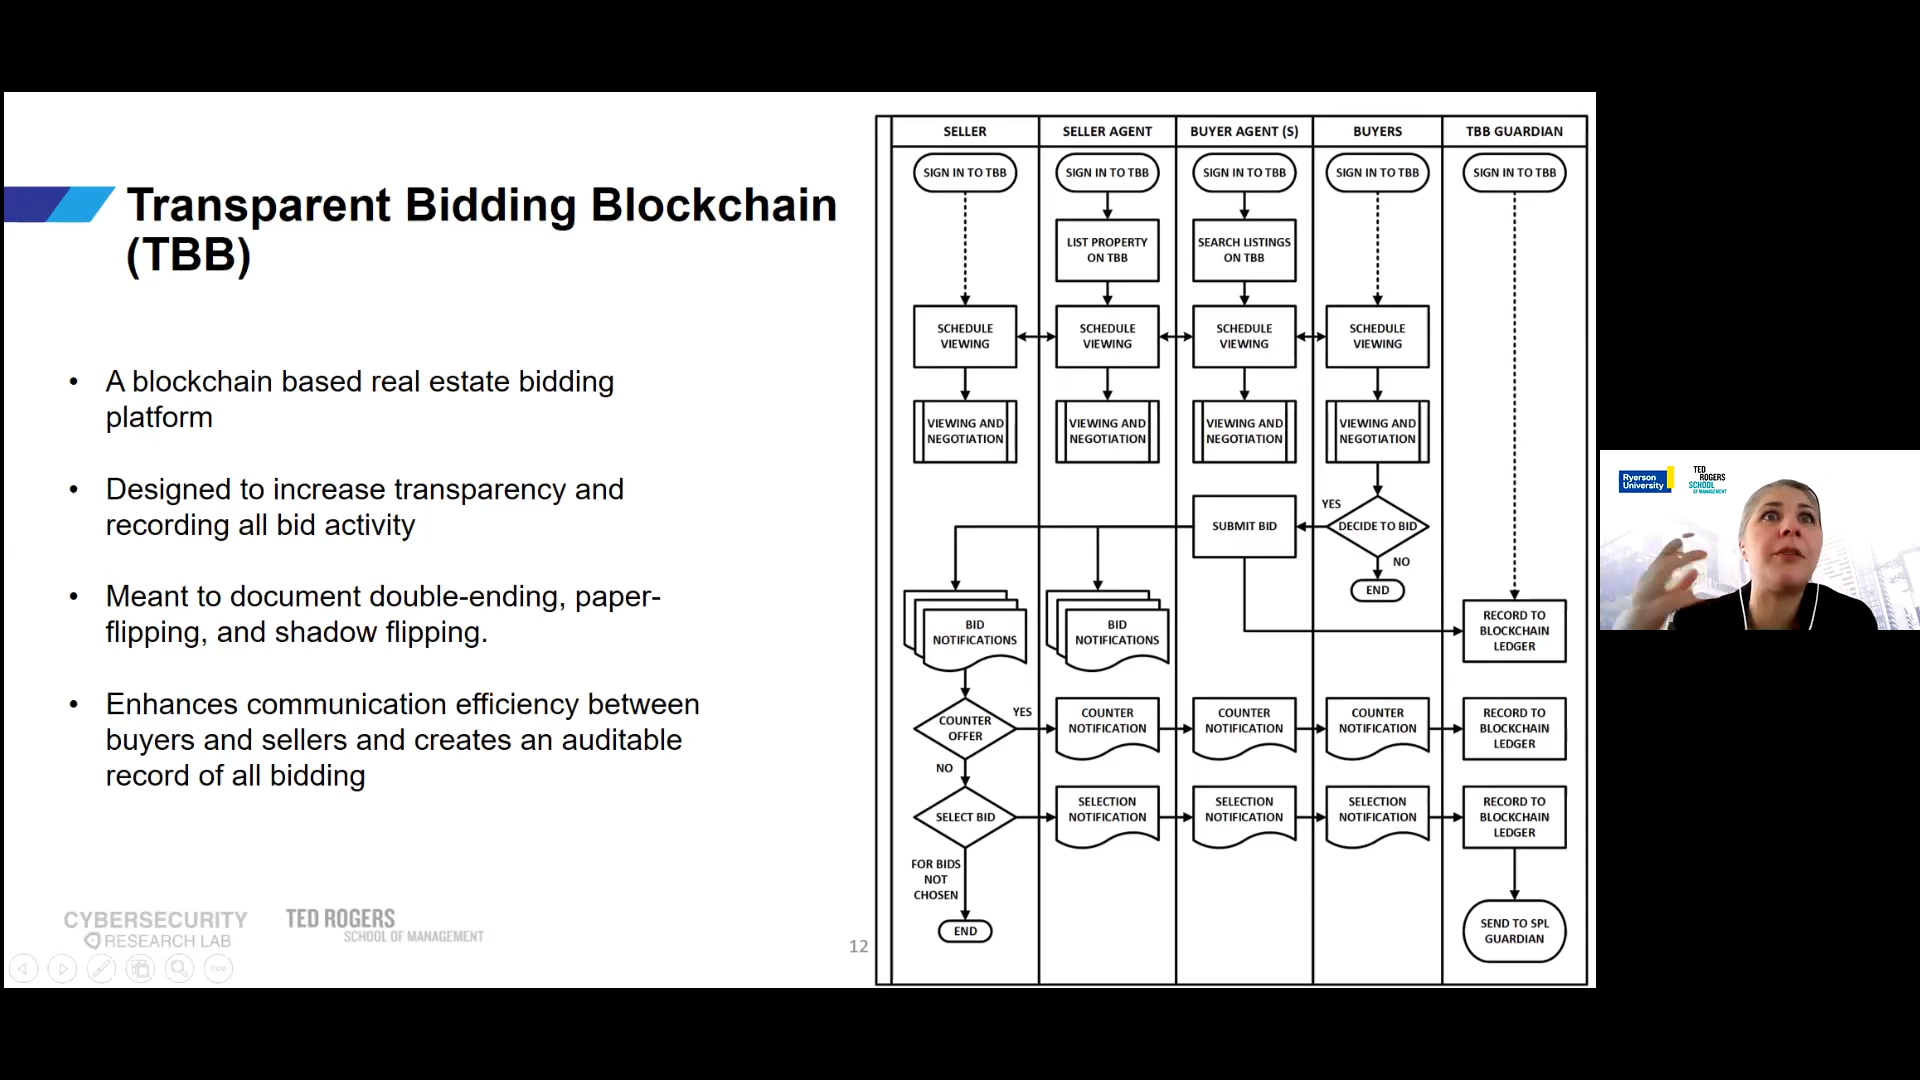 Transparent Bidding Blockchain
(TBB)
• A blockchain based real estate bidding
platform
• Designed to increase transparency and
recording all bid activity
• Meant to document double-ending, paper-
flipping, and shadow flipping.
• Enhances communication efficiency between
buyers and sellers and creates an auditable
record of all bidding
CYBERSECURITY
RESEARCH LAB
TED ROGERS
SCHOOL OF MANAGEMENT
12
SELLER
SELLER AGENT
BUYER AGENT (S)
BUYERS
TBB GUARDIAN
SIGN IN TO TBB
SIGN IN TO TBB
SIGN IN TO TBB
SIGN IN TO TBB
SIGN IN TO TBB
LIST PROPERTY
ON TBB
SEARCH LISTINGS
ON TBB
SCHEDULE
VIEWING
SCHEDULE
VIEWING
SCHEDULE
VIEWING
SCHEDULE
VIEWING
VIEWING AND
NEGOTIATION
VIEWING AND
NEGOTIATION
VIEWING AND
NEGOTIATION
VIEWING AND
NEGOTIATION
SUBMIT BID
YES
DECIDE TO BID
NO
END
BID
NOTIFICATIONS
BID
NOTIFICATIONS
RECORD TO
BLOCKCHAIN
LEDGER
COUNTER
OFFER
YES
COUNTER
NOTIFICATION
COUNTER
NOTIFICATION
COUNTER
NOTIFICATION
RECORD TO
BLOCKCHAIN
LEDGER
NO
SELECT BID
SELECTION
NOTIFICATION
SELECTION
NOTIFICATION
SELECTION
NOTIFICATION
RECORD TO
BLOCKCHAIN
LEDGER
FOR BIDS
NOT
CHOSEN
END
SEND TO SPL
GUARDIAN
Ryerson
University
TED
ROGERS
SCHOOL
OF MANAGEMENT